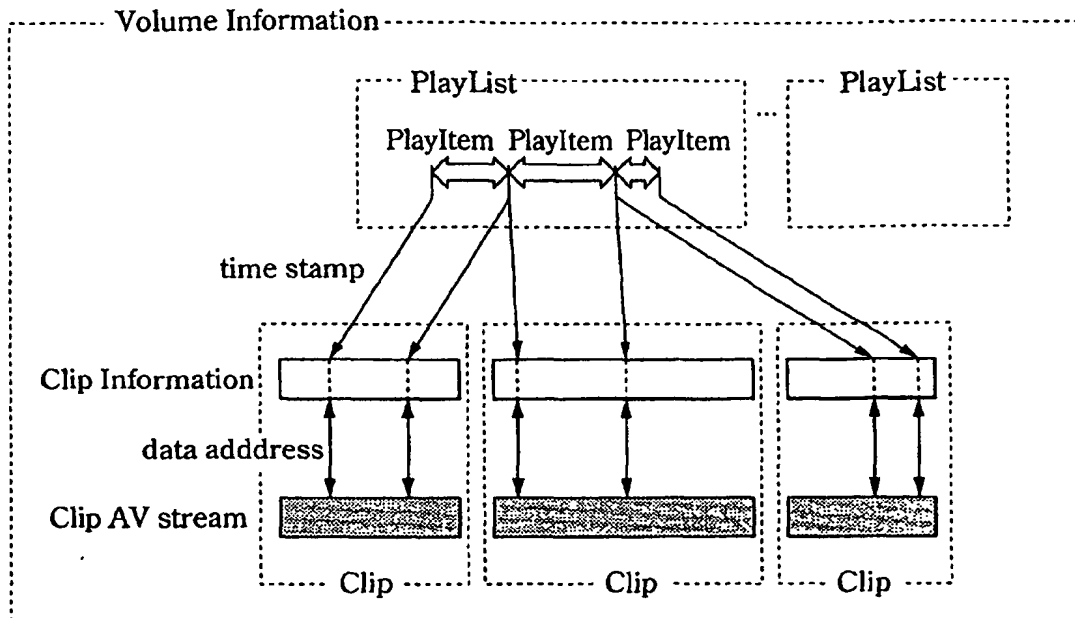 Volume Information
PlayList
PlayList
...
PlayItem PlayItem PlayItem
time stamp
Clip Information
data adddress
Clip AV stream
Clip
Clip
Clip